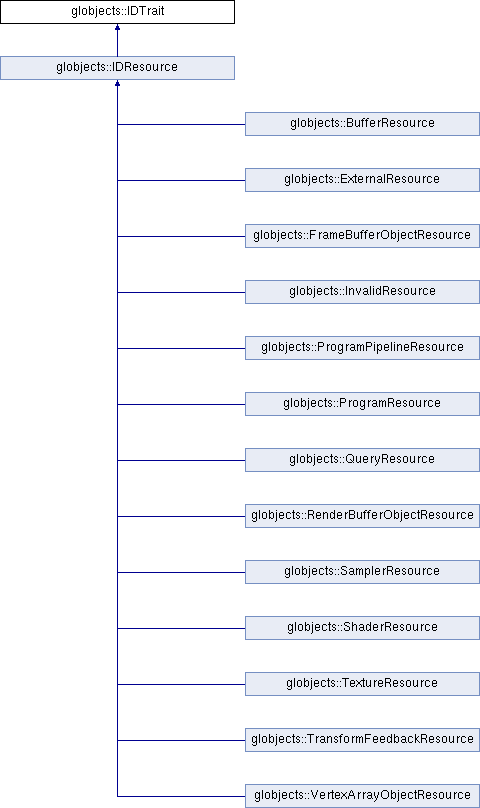 globjects::IDTrait
globjects::IDResource
globjects::BufferResource
globjects::ExternalResource
globjects::FrameBufferObjectResource
globjects::InvalidResource
globjects::ProgramPipelineResource
globjects::ProgramResource
globjects::QueryResource
globjects::RenderBufferObjectResource
globjects::SamplerResource
globjects::ShaderResource
globjects::TextureResource
globjects::TransformFeedbackResource
globjects::VertexArrayObjectResource